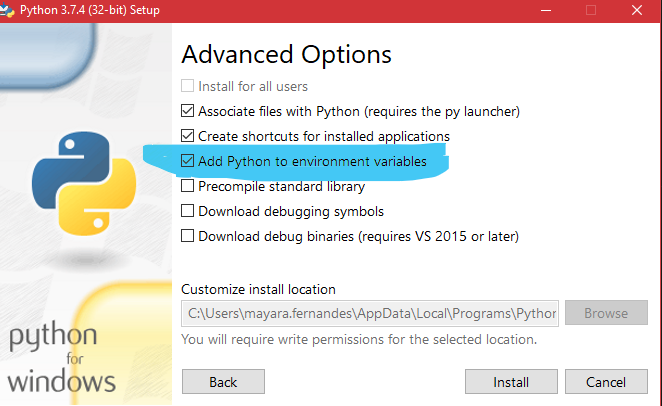 Python 3.7.4 (32-bit) Setup
Advanced Options
Install for all users
Associate files with Python (requires the py launcher)
Create shortcuts for installed applications
Add Python to environment variables
Precompile standard library
Download debugging symbols
Download debug binaries (requires VS 2015 or later)
Customize install location
C:\Users\mayara.fernandes\AppData\Local\Programs\Python
Browse
You will require write permissions for the selected location.
python
for
windows
Back
Install
Cancel